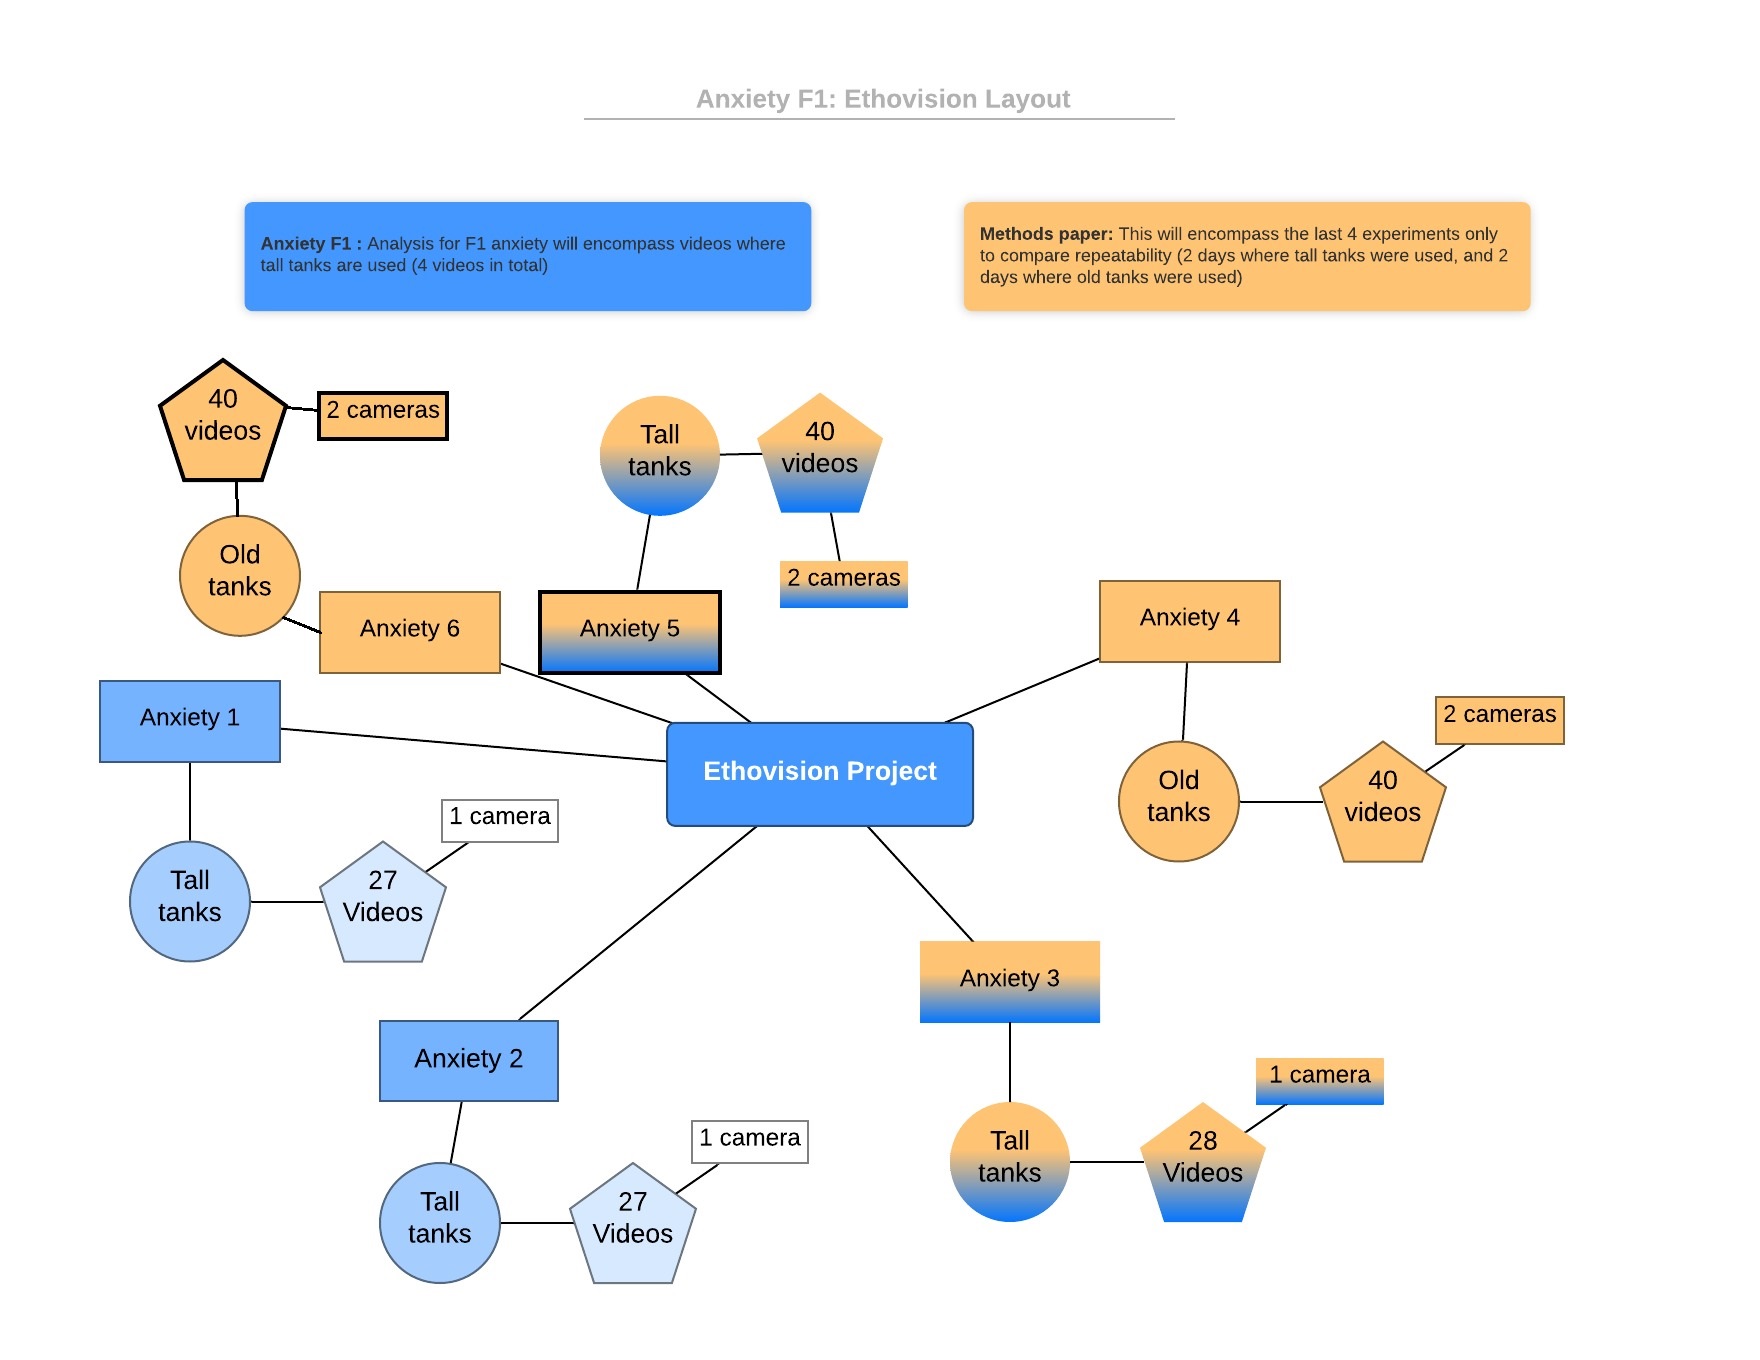 Anxiety F1: Ethovision Layout
Anxiety F1 : Analysis for F1 anxiety will encompass videos where
tall tanks are used (4 videos in total)
Methods paper: This will encompass the last 4 experiments only
to compare repeatability (2 days where tall tanks were used, and 2
days where old tanks were used)
40
videos
2 cameras
Old
tanks
Anxiety 6
Tall
tanks
40
videos
2 cameras
Anxiety 5
Anxiety 4
Old
tanks
40
videos
2 cameras
Anxiety 1
Tall
tanks
27
Videos
1 camera
Ethovision Project
Anxiety 2
Tall
tanks
27
Videos
1 camera
Anxiety 3
Tall
tanks
28
Videos
1 camera